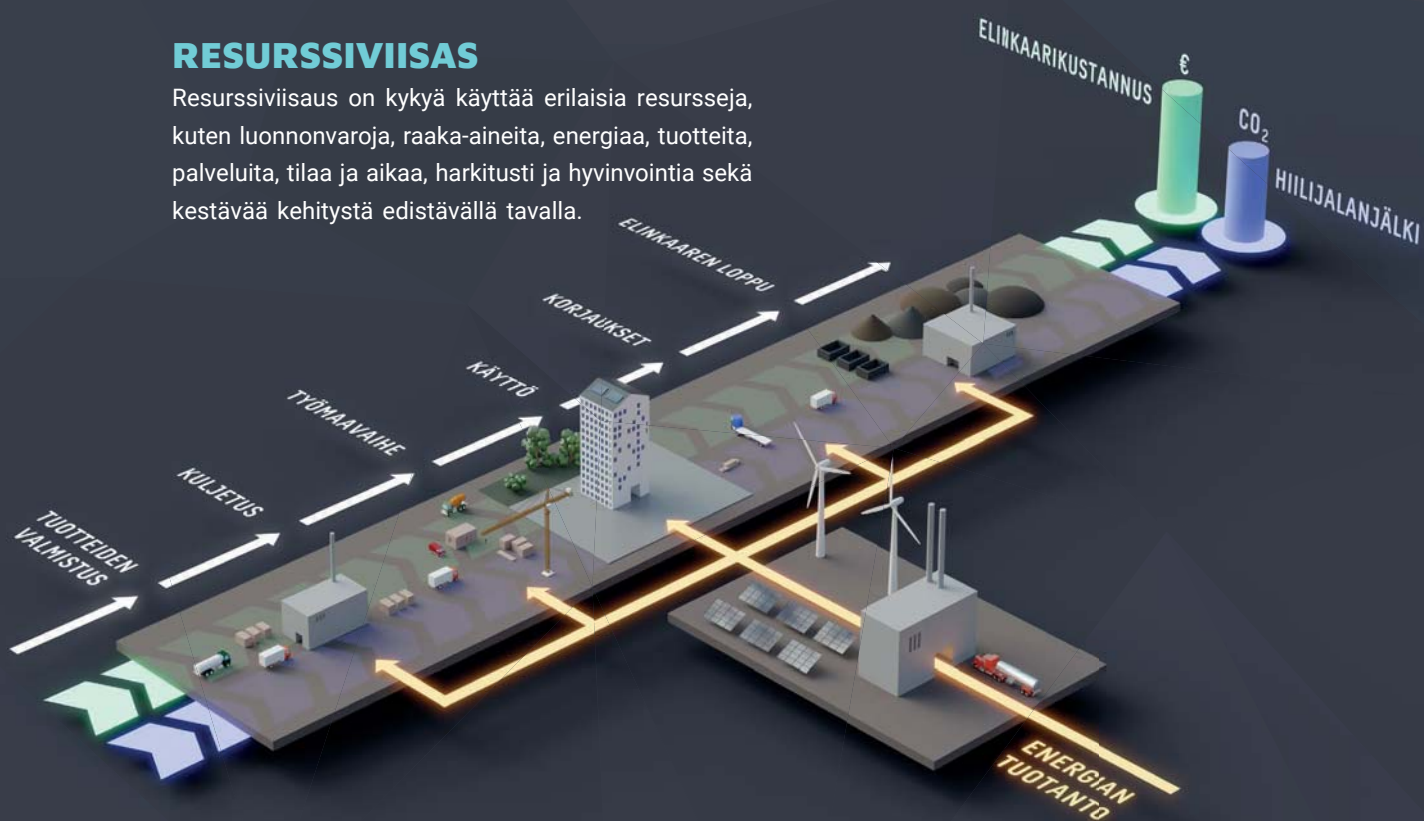 RESURSSIVIISAS
Resurssiviisaus on kykyä käyttää erilaisia resursseja,
kuten luonnonvaroja, raaka-aineita, energiaa, tuotteita,
palveluita, tilaa ja aikaa, harkitusti ja hyvinvointia sekä
kestävää kehitystä edistävällä tavalla.
ELINKAARIKUSTANNUS
€
CO₂
HIILIJALANJÄLKI
ELINKAAREN LOPPU
KORJAUKSET
KÄYTTÖ
TYÖMAAVAIHE
KULJETUS
TUOTTEIDEN
VALMISTUS
ENERGIAN
TUOTANTO